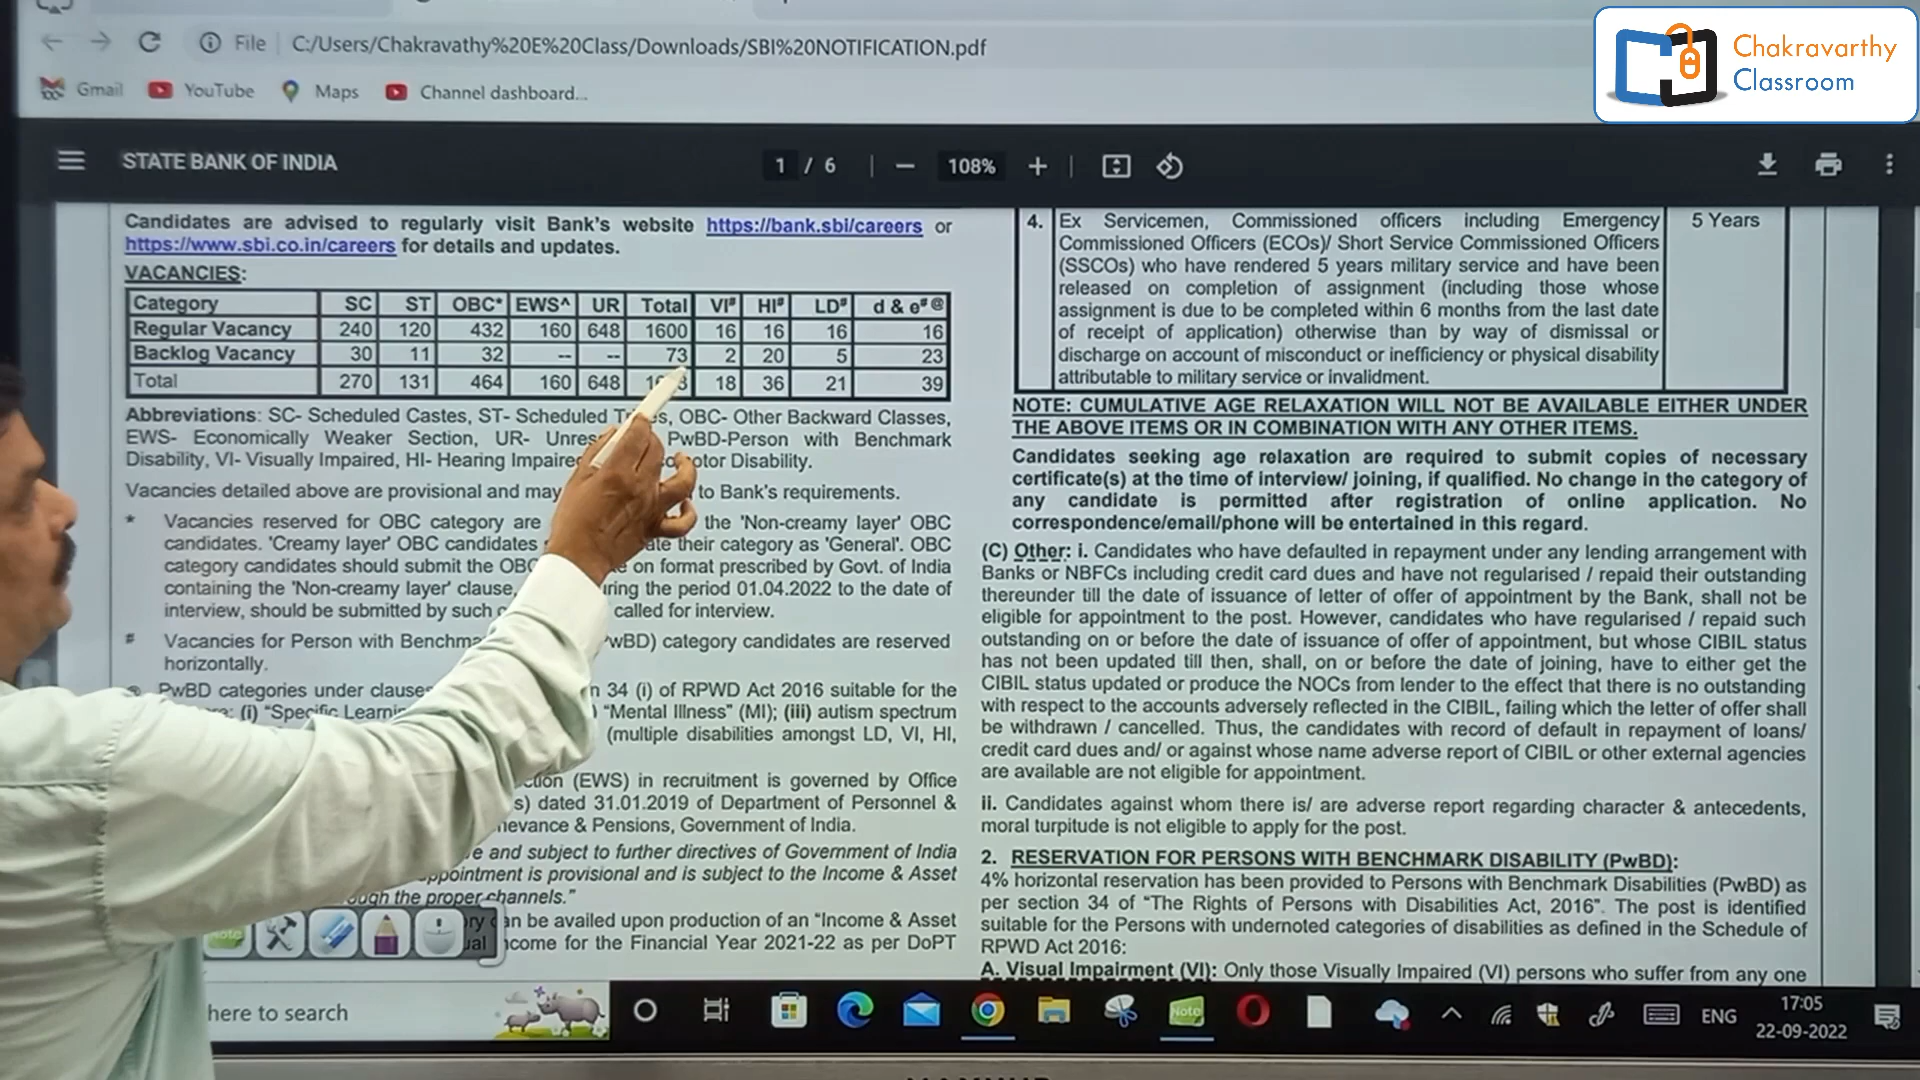 File C:/Users/Chakravathy%20E%20Class/Downloads/SBI%20NOTIFICATION.pdf
Chakravarthy
Classroom
Gmail YouTube Maps Channel dashboard...
STATE BANK OF INDIA 1 / 6 108%
Candidates are advised to regularly visit Bank's website https://bank.sbi/careers or
https://www.sbi.co.in/careers for details and updates.
VACANCIES:
Category SC ST OBC* EWS^ UR Total VI# HI# LD# d & e# @
Regular Vacancy 240 120 432 160 648 1600 16 16 16 16
Backlog Vacancy 30 11 32 -- -- 73 2 20 5 23
Total 270 131 464 160 648 18 36 21 39
Abbreviations: SC- Scheduled Castes, ST- Scheduled OBC- Other Backward Classes,
EWS- Economically Weaker Section, UR- PwBD-Person with Benchmark
Disability, VI- Visually Impaired, HI- Hearing Disability.
Vacancies detailed above are provisional and may to Bank's requirements.
* Vacancies reserved for OBC category are the 'Non-creamy layer' OBC
candidates. 'Creamy layer' OBC candidates their category as 'General'. OBC
category candidates should submit the on format prescribed by Govt. of India
containing the 'Non-creamy layer' clause, the period 01.04.2022 to the date of
interview, should be submitted by such called for interview.
# Vacancies for Person with (PwBD) category candidates are reserved
horizontally.
@ PwBD categories under 34 (i) of RPWD Act 2016 suitable for the
(i) "Specific "Mental Illness" (MI); (iii) autism spectrum
(multiple disabilities amongst LD, VI, HI,
(EWS) in recruitment is governed by Office
dated 31.01.2019 of Department of Personnel &
& Pensions, Government of India.
and subject to further directives of Government of India
is provisional and is subject to the Income & Asset
the proper channels."
can be availed upon production of an "Income & Asset
income for the Financial Year 2021-22 as per DoPT
4. Ex Servicemen, Commissioned officers including Emergency 5 Years
Commissioned Officers (ECOs)/ Short Service Commissioned Officers
(SSCOs) who have rendered 5 years military service and have been
released on completion of assignment (including those whose
assignment is due to be completed within 6 months from the last date
of receipt of application) otherwise than by way of dismissal or
discharge on account of misconduct or inefficiency or physical disability
attributable to military service or invalidment.
NOTE: CUMULATIVE AGE RELAXATION WILL NOT BE AVAILABLE EITHER UNDER
THE ABOVE ITEMS OR IN COMBINATION WITH ANY OTHER ITEMS.
Candidates seeking age relaxation are required to submit copies of necessary
certificate(s) at the time of interview/ joining, if qualified. No change in the category of
any candidate is permitted after registration of online application. No
correspondence/email/phone will be entertained in this regard.
(C) Other: i. Candidates who have defaulted in repayment under any lending arrangement with
Banks or NBFCs including credit card dues and have not regularised / repaid their outstanding
thereunder till the date of issuance of letter of offer of appointment by the Bank, shall not be
eligible for appointment to the post. However, candidates who have regularised / repaid such
outstanding on or before the date of issuance of offer of appointment, but whose CIBIL status
has not been updated till then, shall, on or before the date of joining, have to either get the
CIBIL status updated or produce the NOCs from lender to the effect that there is no outstanding
with respect to the accounts adversely reflected in the CIBIL, failing which the letter of offer shall
be withdrawn / cancelled. Thus, the candidates with record of default in repayment of loans/
credit card dues and/ or against whose name adverse report of CIBIL or other external agencies
are available are not eligible for appointment.
ii. Candidates against whom there is/ are adverse report regarding character & antecedents,
moral turpitude is not eligible to apply for the post.
2. RESERVATION FOR PERSONS WITH BENCHMARK DISABILITY (PwBD):
4% horizontal reservation has been provided to Persons with Benchmark Disabilities (PwBD) as
per section 34 of "The Rights of Persons with Disabilities Act, 2016". The post is identified
suitable for the Persons with undernoted categories of disabilities as defined in the Schedule of
RPWD Act 2016:
A. Visual Impairment (VI): Only those Visually Impaired (VI) persons who suffer from any one
Note
here to search Note ENG 17:05
22-09-2022